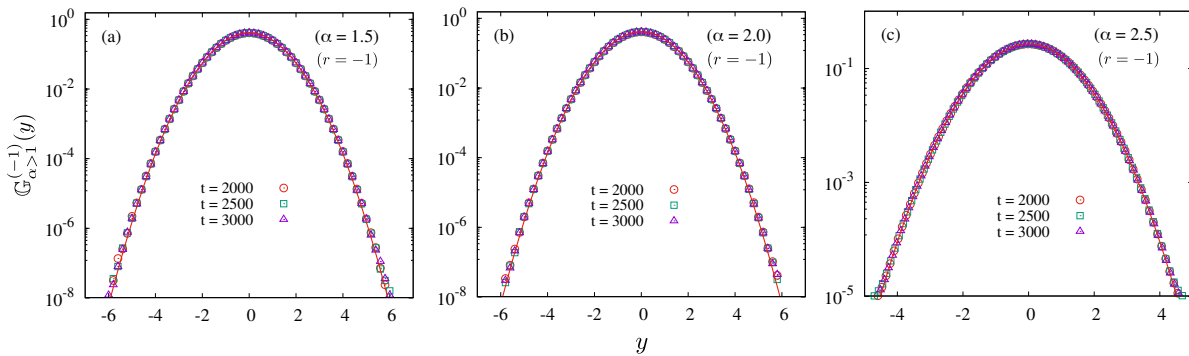 (a)
(α = 1.5)
(r = −1)
10^0
10^-2
10^-4
10^-6
10^-8
t = 2000
t = 2500
t = 3000
-6 -4 -2 0 2 4 6
𝔾_{α>1}^{(−1)}(y)
(b)
(α = 2.0)
(r = −1)
10^0
10^-2
10^-4
10^-6
10^-8
t = 2000
t = 2500
t = 3000
-6 -4 -2 0 2 4 6
y
(c)
(α = 2.5)
(r = −1)
10^-1
10^-3
10^-5
t = 2000
t = 2500
t = 3000
-4 -2 0 2 4